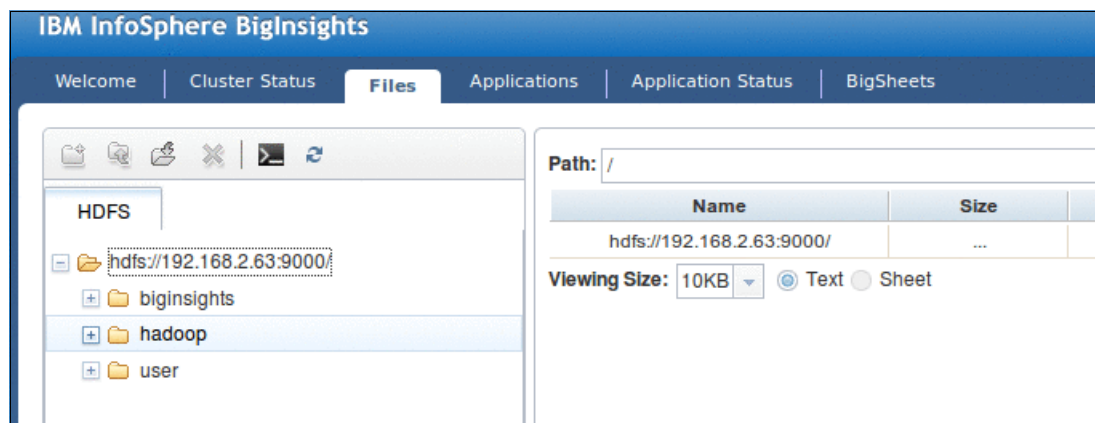 IBM InfoSphere BigInsights
Welcome Cluster Status Files Applications Application Status BigSheets
HDFS
hdfs://192.168.2.63:9000/
biginsights
hadoop
user
Path: /
Name Size
hdfs://192.168.2.63:9000/ ...
Viewing Size: 10KB Text Sheet